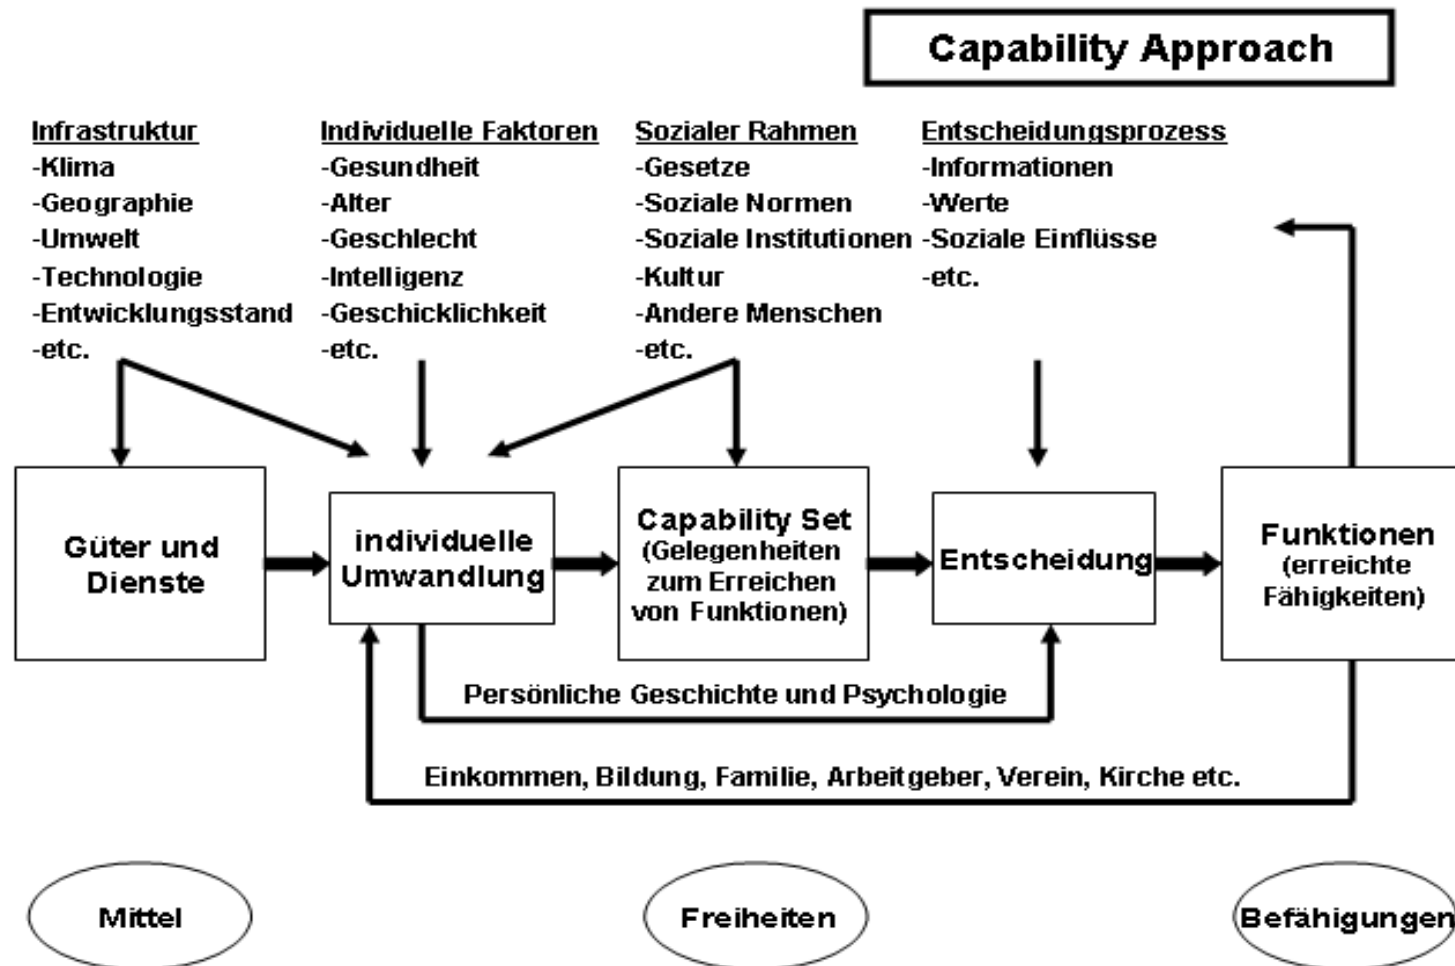 Capability Approach
Infrastruktur
-Klima
-Geographie
-Umwelt
-Technologie
-Entwicklungsstand
-etc.
Individuelle Faktoren
-Gesundheit
-Alter
-Geschlecht
-Intelligenz
-Geschicklichkeit
-etc.
Sozialer Rahmen
-Gesetze
-Soziale Normen
-Soziale Institutionen
-Kultur
-Andere Menschen
-etc.
Entscheidungsprozess
-Informationen
-Werte
-Soziale Einflüsse
-etc.
Güter und
Dienste
individuelle
Umwandlung
Capability Set
(Gelegenheiten
zum Erreichen
von Funktionen)
Entscheidung
Funktionen
(erreichte
Fähigkeiten)
Persönliche Geschichte und Psychologie
Einkommen, Bildung, Familie, Arbeitgeber, Verein, Kirche etc.
Mittel
Freiheiten
Befähigungen